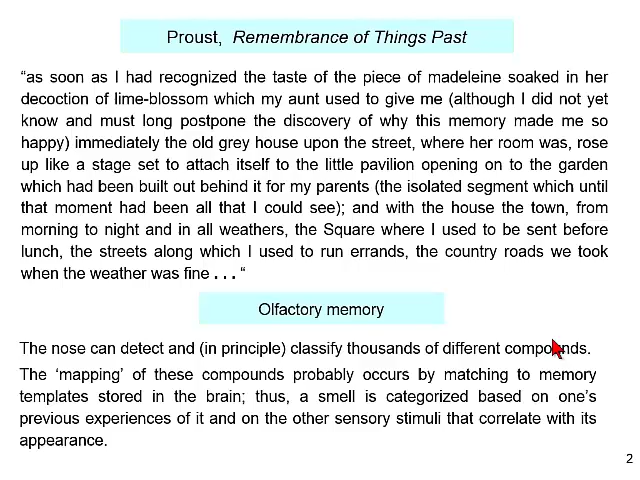 Proust, Remembrance of Things Past
“as soon as I had recognized the taste of the piece of madeleine soaked in her
decoction of lime-blossom which my aunt used to give me (although I did not yet
know and must long postpone the discovery of why this memory made me so
happy) immediately the old grey house upon the street, where her room was, rose
up like a stage set to attach itself to the little pavilion opening on to the garden
which had been built out behind it for my parents (the isolated segment which until
that moment had been all that I could see); and with the house the town, from
morning to night and in all weathers, the Square where I used to be sent before
lunch, the streets along which I used to run errands, the country roads we took
when the weather was fine . . . “
Olfactory memory
The nose can detect and (in principle) classify thousands of different compounds.
The ‘mapping’ of these compounds probably occurs by matching to memory
templates stored in the brain; thus, a smell is categorized based on one’s
previous experiences of it and on the other sensory stimuli that correlate with its
appearance.
2